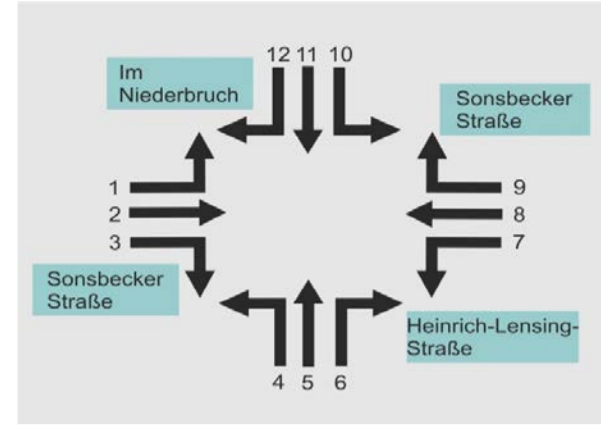 12 11 10
Im
Niederbruch
Sonsbecker
Straße
1
9
2
8
3
7
Sonsbecker
Straße
Heinrich-Lensing-
Straße
4 5 6